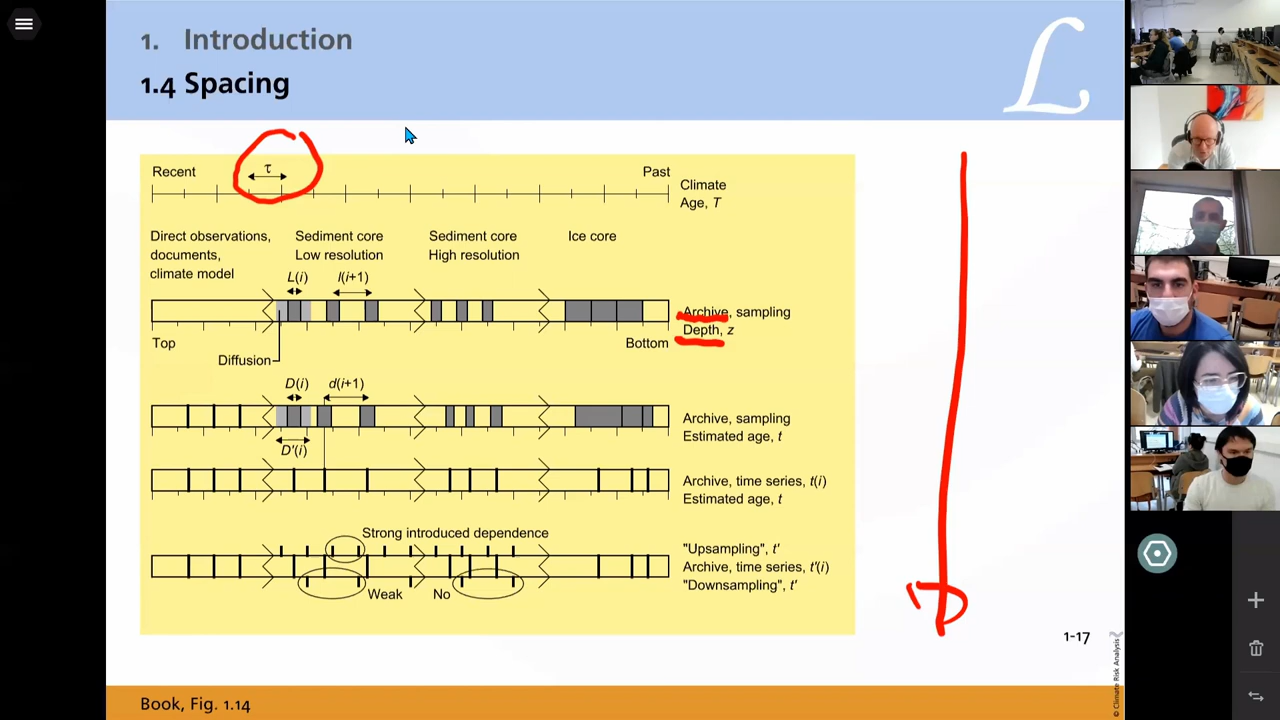 1. Introduction
1.4 Spacing
L
Recent
τ
Past
Climate
Age, T
Direct observations,
documents,
climate model
Sediment core
Low resolution
Sediment core
High resolution
Ice core
L(i)
l(i+1)
Archive, sampling
Depth, z
Top
Bottom
Diffusion
D(i)
d(i+1)
Archive, sampling
Estimated age, t
D'(i)
Archive, time series, t(i)
Estimated age, t
Strong introduced dependence
"Upsampling", t'
Archive, time series, t'(i)
"Downsampling", t'
Weak
No
1-17
© Climate Risk Analysis
Book, Fig. 1.14